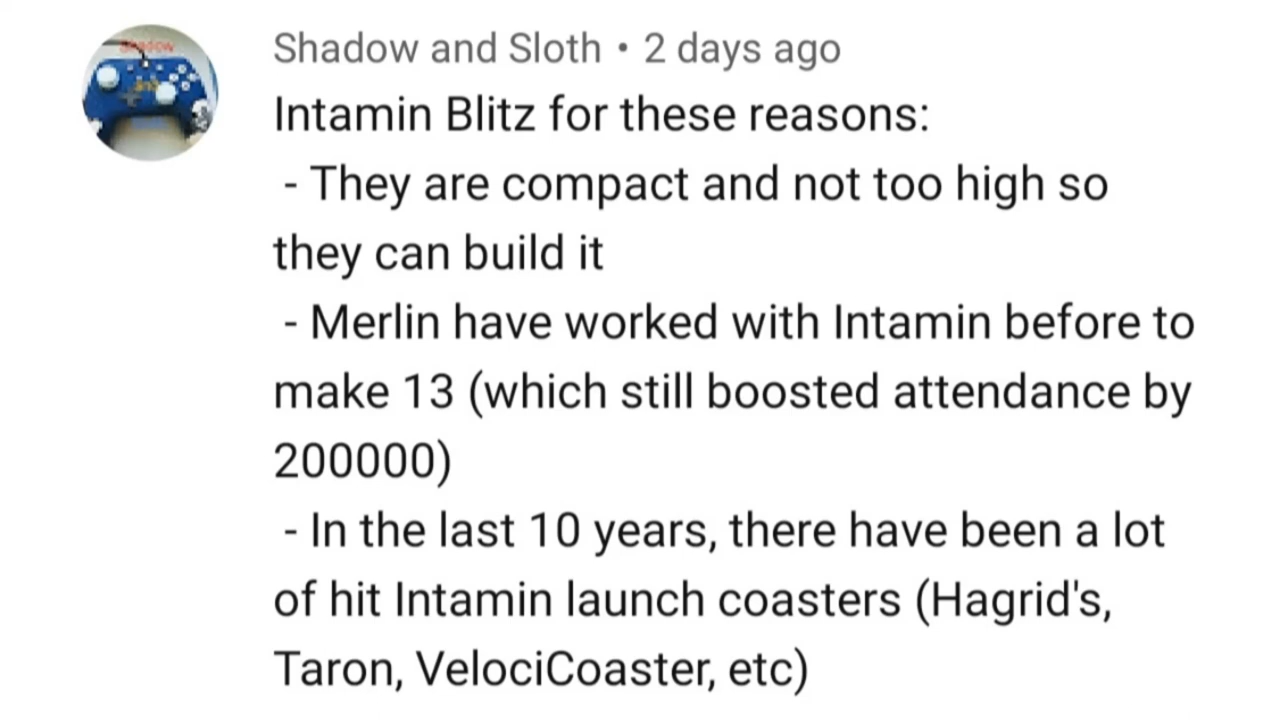 Shadow
Shadow and Sloth • 2 days ago
Intamin Blitz for these reasons:
- They are compact and not too high so
they can build it
- Merlin have worked with Intamin before to
make 13 (which still boosted attendance by
200000)
- In the last 10 years, there have been a lot
of hit Intamin launch coasters (Hagrid's,
Taron, VelociCoaster, etc)